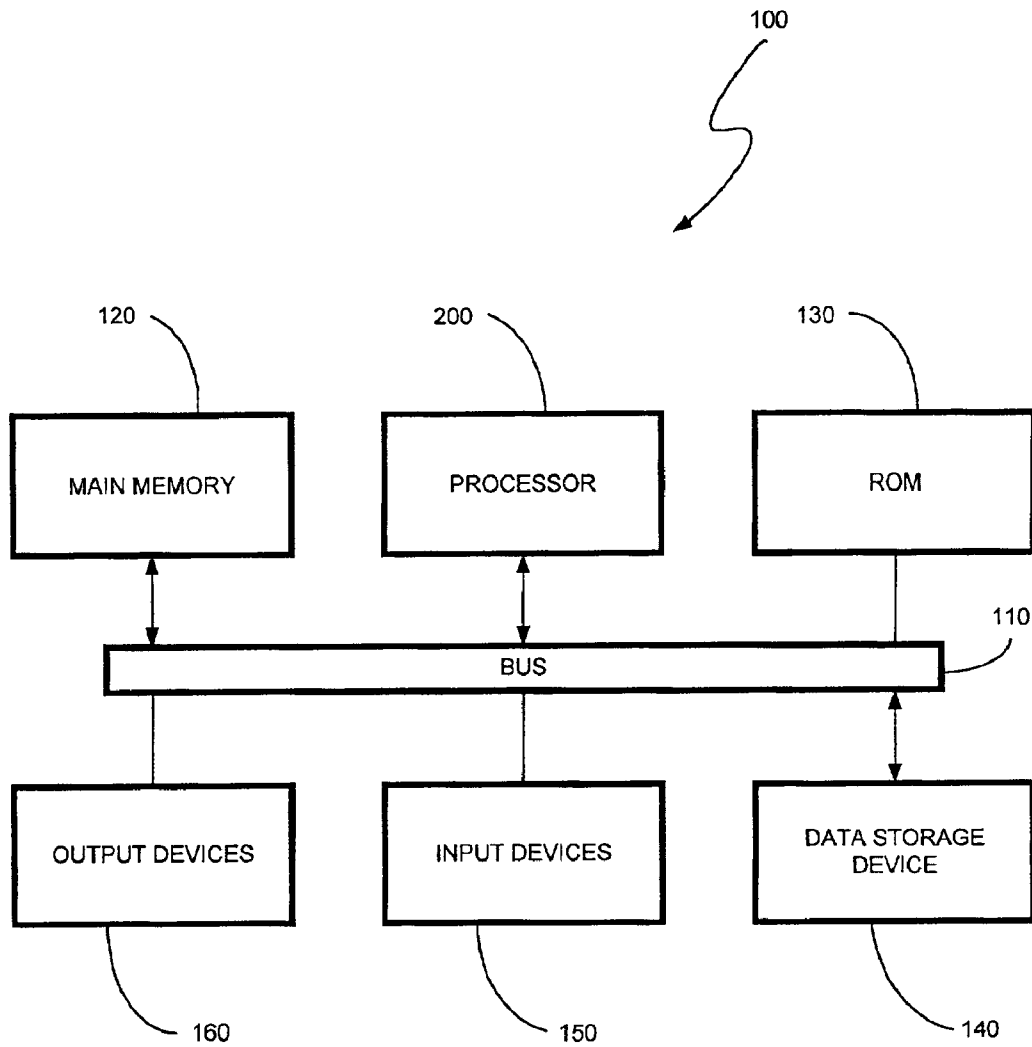 100
120
200
130
MAIN MEMORY
PROCESSOR
ROM
110
BUS
OUTPUT DEVICES
INPUT DEVICES
DATA STORAGE
DEVICE
160
150
140